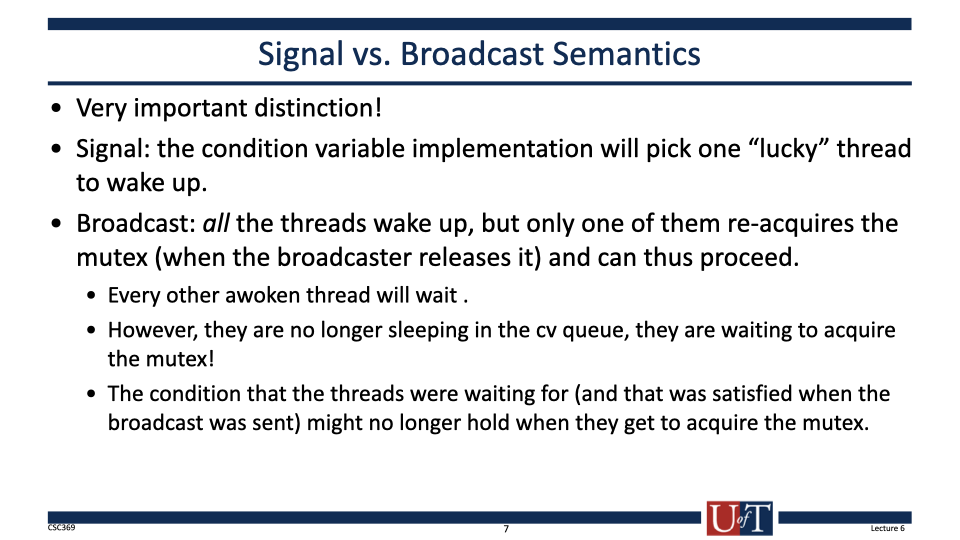 Signal vs. Broadcast Semantics
• Very important distinction!
• Signal: the condition variable implementation will pick one “lucky” thread
to wake up.
• Broadcast: all the threads wake up, but only one of them re-acquires the
mutex (when the broadcaster releases it) and can thus proceed.
• Every other awoken thread will wait .
• However, they are no longer sleeping in the cv queue, they are waiting to acquire
the mutex!
• The condition that the threads were waiting for (and that was satisfied when the
broadcast was sent) might no longer hold when they get to acquire the mutex.
CSC369
7
UofT
Lecture 6